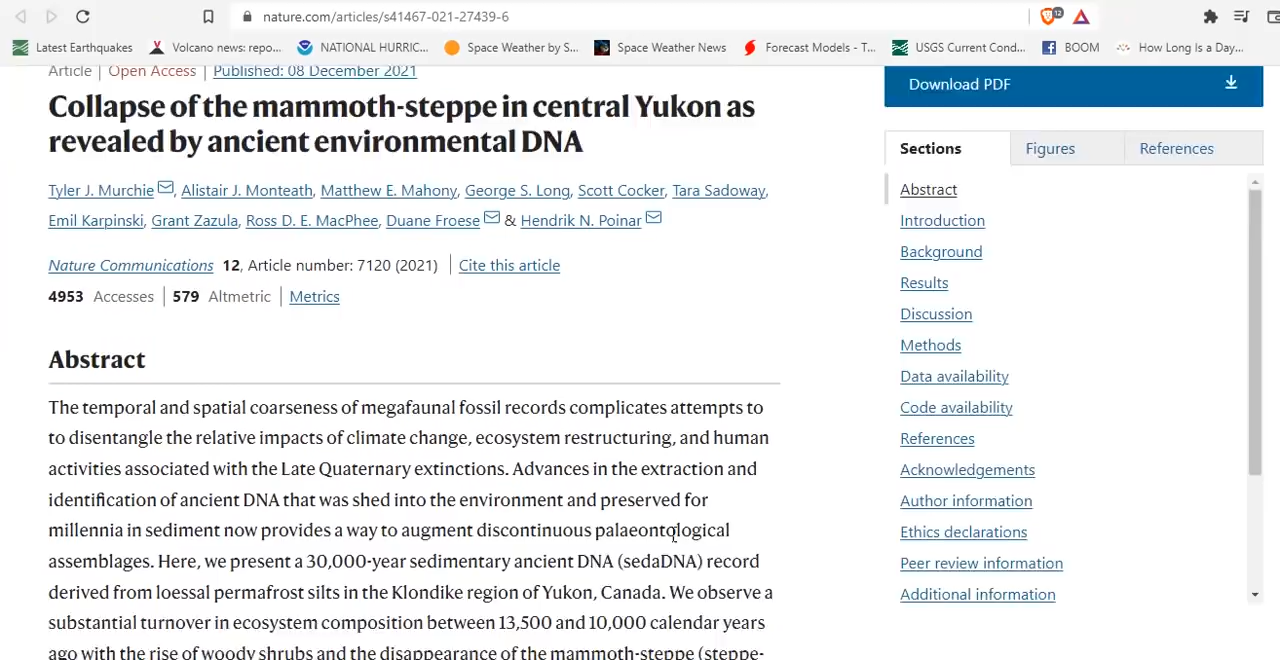 nature.com/articles/s41467-021-27439-6
12
Latest Earthquakes
Volcano news: repo...
NATIONAL HURRIC...
Space Weather by S...
Space Weather News
Forecast Models - T...
USGS Current Cond...
BOOM
How Long Is a Day...
Article | Open Access | Published: 08 December 2021
Collapse of the mammoth-steppe in central Yukon as
revealed by ancient environmental DNA
Tyler J. Murchie, Alistair J. Monteath, Matthew E. Mahony, George S. Long, Scott Cocker, Tara Sadoway,
Emil Karpinski, Grant Zazula, Ross D. E. MacPhee, Duane Froese & Hendrik N. Poinar
Nature Communications 12, Article number: 7120 (2021) | Cite this article
4953 Accesses | 579 Altmetric | Metrics
Abstract
The temporal and spatial coarseness of megafaunal fossil records complicates attempts to
to disentangle the relative impacts of climate change, ecosystem restructuring, and human
activities associated with the Late Quaternary extinctions. Advances in the extraction and
identification of ancient DNA that was shed into the environment and preserved for
millennia in sediment now provides a way to augment discontinuous palaeontological
assemblages. Here, we present a 30,000-year sedimentary ancient DNA (sedaDNA) record
derived from loessal permafrost silts in the Klondike region of Yukon, Canada. We observe a
substantial turnover in ecosystem composition between 13,500 and 10,000 calendar years
ago with the rise of woody shrubs and the disappearance of the mammoth-steppe (steppe-
Download PDF
Sections
Figures
References
Abstract
Introduction
Background
Results
Discussion
Methods
Data availability
Code availability
References
Acknowledgements
Author information
Ethics declarations
Peer review information
Additional information